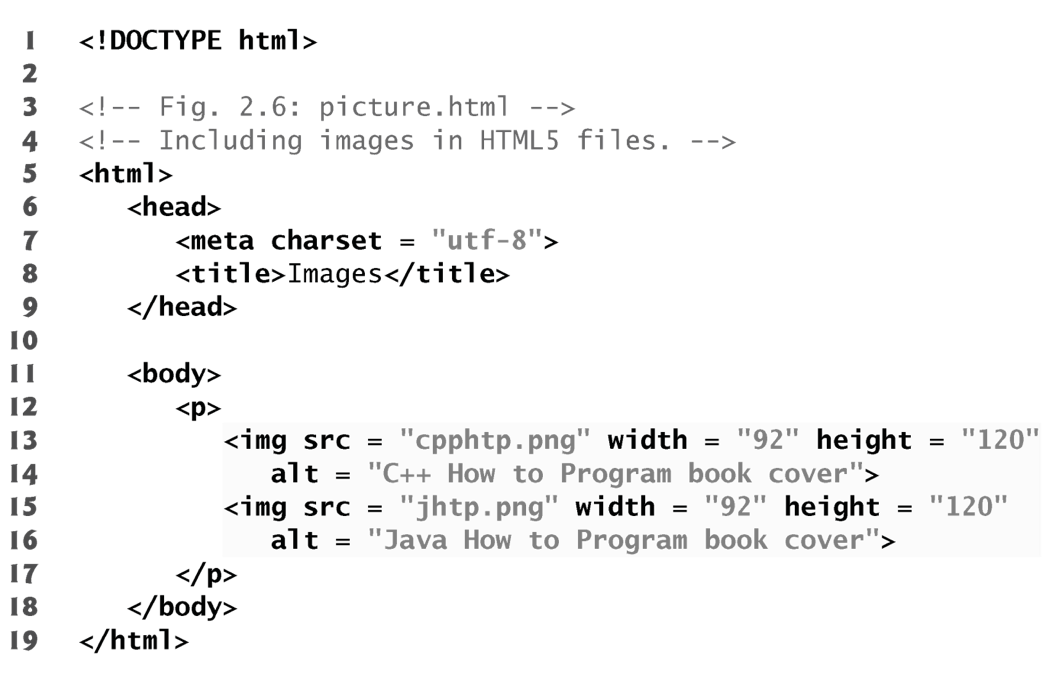 1 <!DOCTYPE html>
2
3 <!-- Fig. 2.6: picture.html -->
4 <!-- Including images in HTML5 files. -->
5 <html>
6    <head>
7       <meta charset = "utf-8">
8       <title>Images</title>
9    </head>
10
11    <body>
12       <p>
13          <img src = "cpphtp.png" width = "92" height = "120"
14             alt = "C++ How to Program book cover">
15          <img src = "jhtp.png" width = "92" height = "120"
16             alt = "Java How to Program book cover">
17       </p>
18    </body>
19 </html>